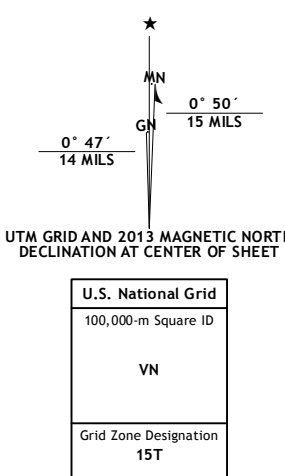 ★
MN
0° 50´
15 MILS
GN
0° 47´
14 MILS
UTM GRID AND 2013 MAGNETIC NORTH
DECLINATION AT CENTER OF SHEET
U.S. National Grid
100,000-m Square ID
VN
Grid Zone Designation
15T